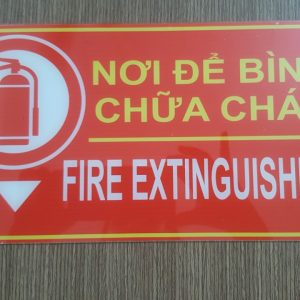 NƠI ĐỂ BÌN
CHỮA CHÁ
FIRE EXTINGUISH